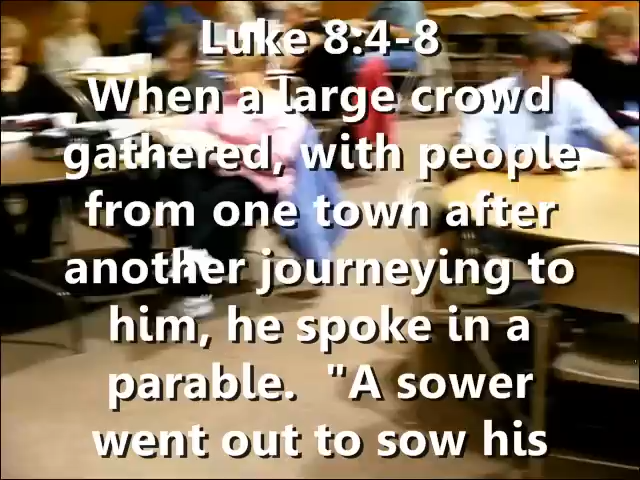 Luke 8:4-8
When a large crowd
gathered, with people
from one town after
another journeying to
him, he spoke in a
parable.  "A sower
went out to sow his